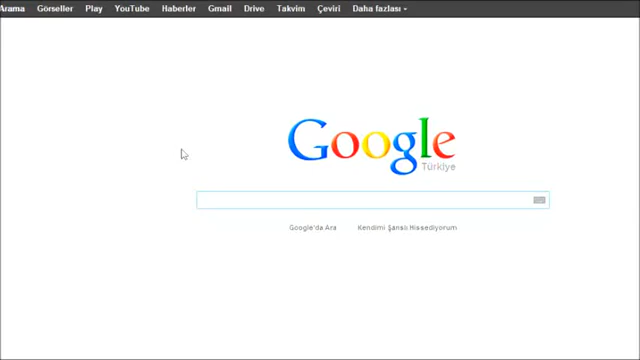 Arama Görseller Play YouTube Haberler Gmail Drive Takvim Çeviri Daha fazlası
Google
Türkiye
Google'da Ara Kendimi Şanslı Hissediyorum